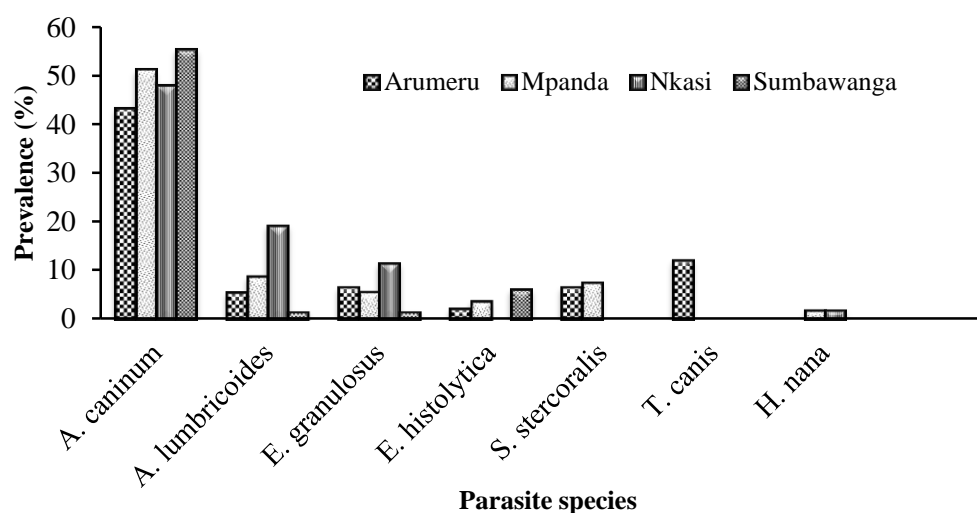 60
50
40
30
20
10
0
Prevalence (%)
Arumeru Mpanda Nkasi Sumbawanga
A. caninum
A. lumbricoides
E. granulosus
E. histolytica
S. stercoralis
T. canis
H. nana
Parasite species